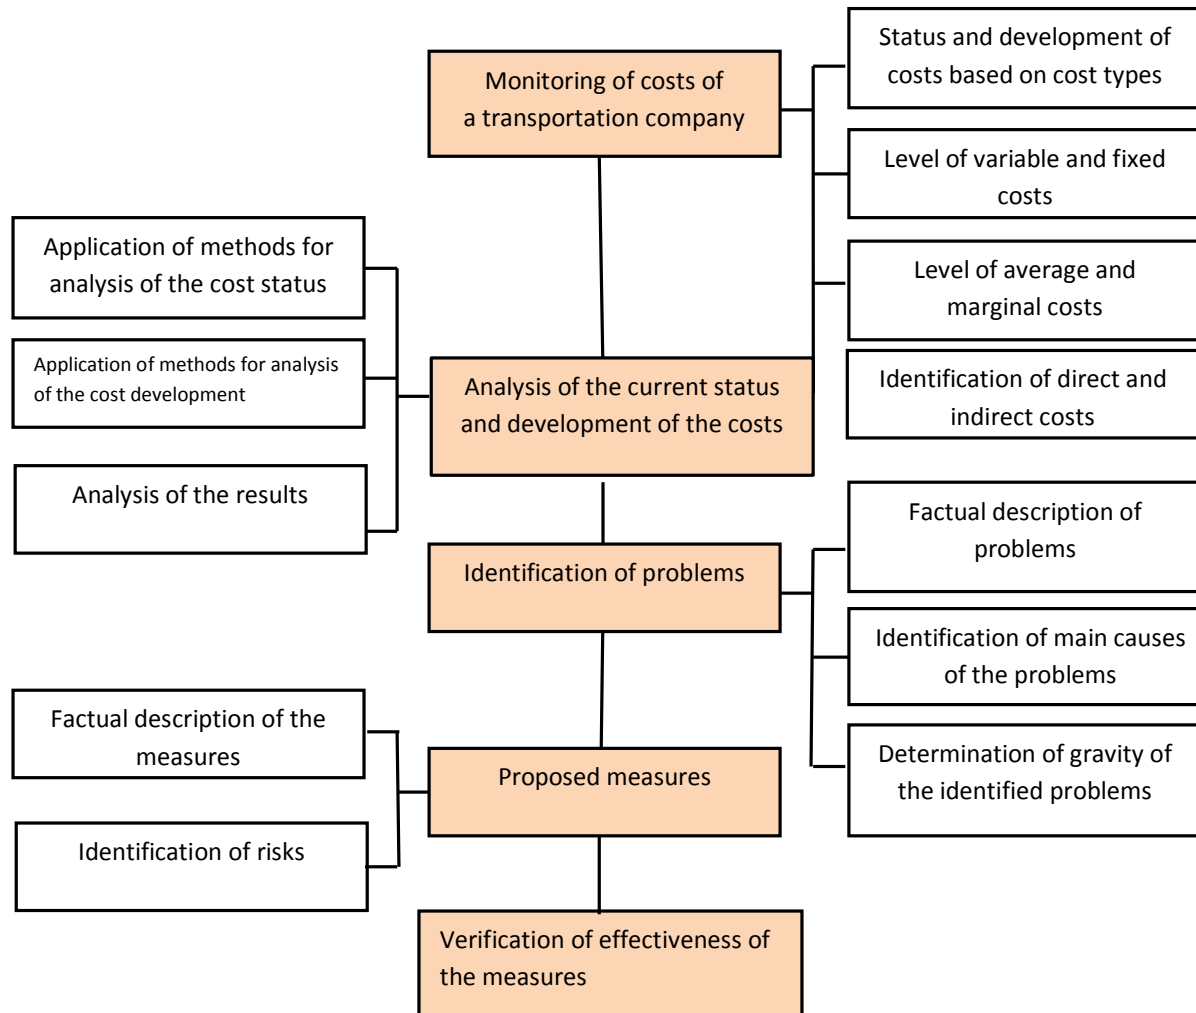 Status and development of
costs based on cost types
Monitoring of costs of
a transportation company
Level of variable and fixed
costs
Application of methods for
analysis of the cost status
Level of average and
marginal costs
Application of methods for analysis
of the cost development
Analysis of the current status
and development of the costs
Identification of direct and
indirect costs
Analysis of the results
Factual description of
problems
Identification of problems
Identification of main causes
of the problems
Factual description of the
measures
Proposed measures
Determination of gravity of
the identified problems
Identification of risks
Verification of effectiveness of
the measures